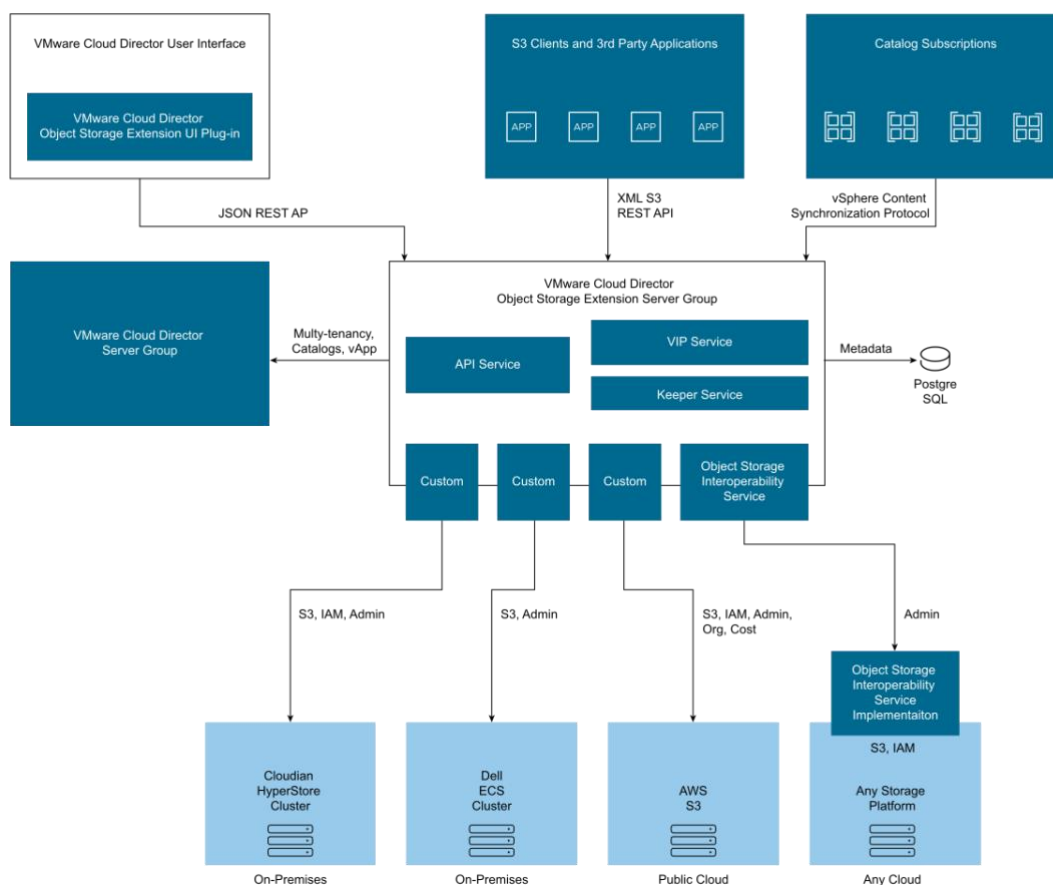 VMware Cloud Director User Interface
VMware Cloud Director
Object Storage Extension UI Plug-in
S3 Clients and 3rd Party Applications
APP
APP
APP
APP
Catalog Subscriptions
JSON REST AP
XML S3
REST API
vSphere Content
Synchronization Protocol
VMware Cloud Director
Server Group
Multy-tenancy,
Catalogs, vApp
VMware Cloud Director
Object Storage Extension Server Group
API Service
VIP Service
Keeper Service
Metadata
Postgre
SQL
Custom
Custom
Custom
Object Storage
Interoperability
Service
S3, IAM, Admin
S3, Admin
S3, IAM, Admin,
Org, Cost
Admin
Object Storage
Interoperability
Service
Implementaiton
S3, IAM
Cloudian
HyperStore
Cluster
Dell
ECS
Cluster
AWS
S3
Any Storage
Platform
On-Premises
On-Premises
Public Cloud
Any Cloud